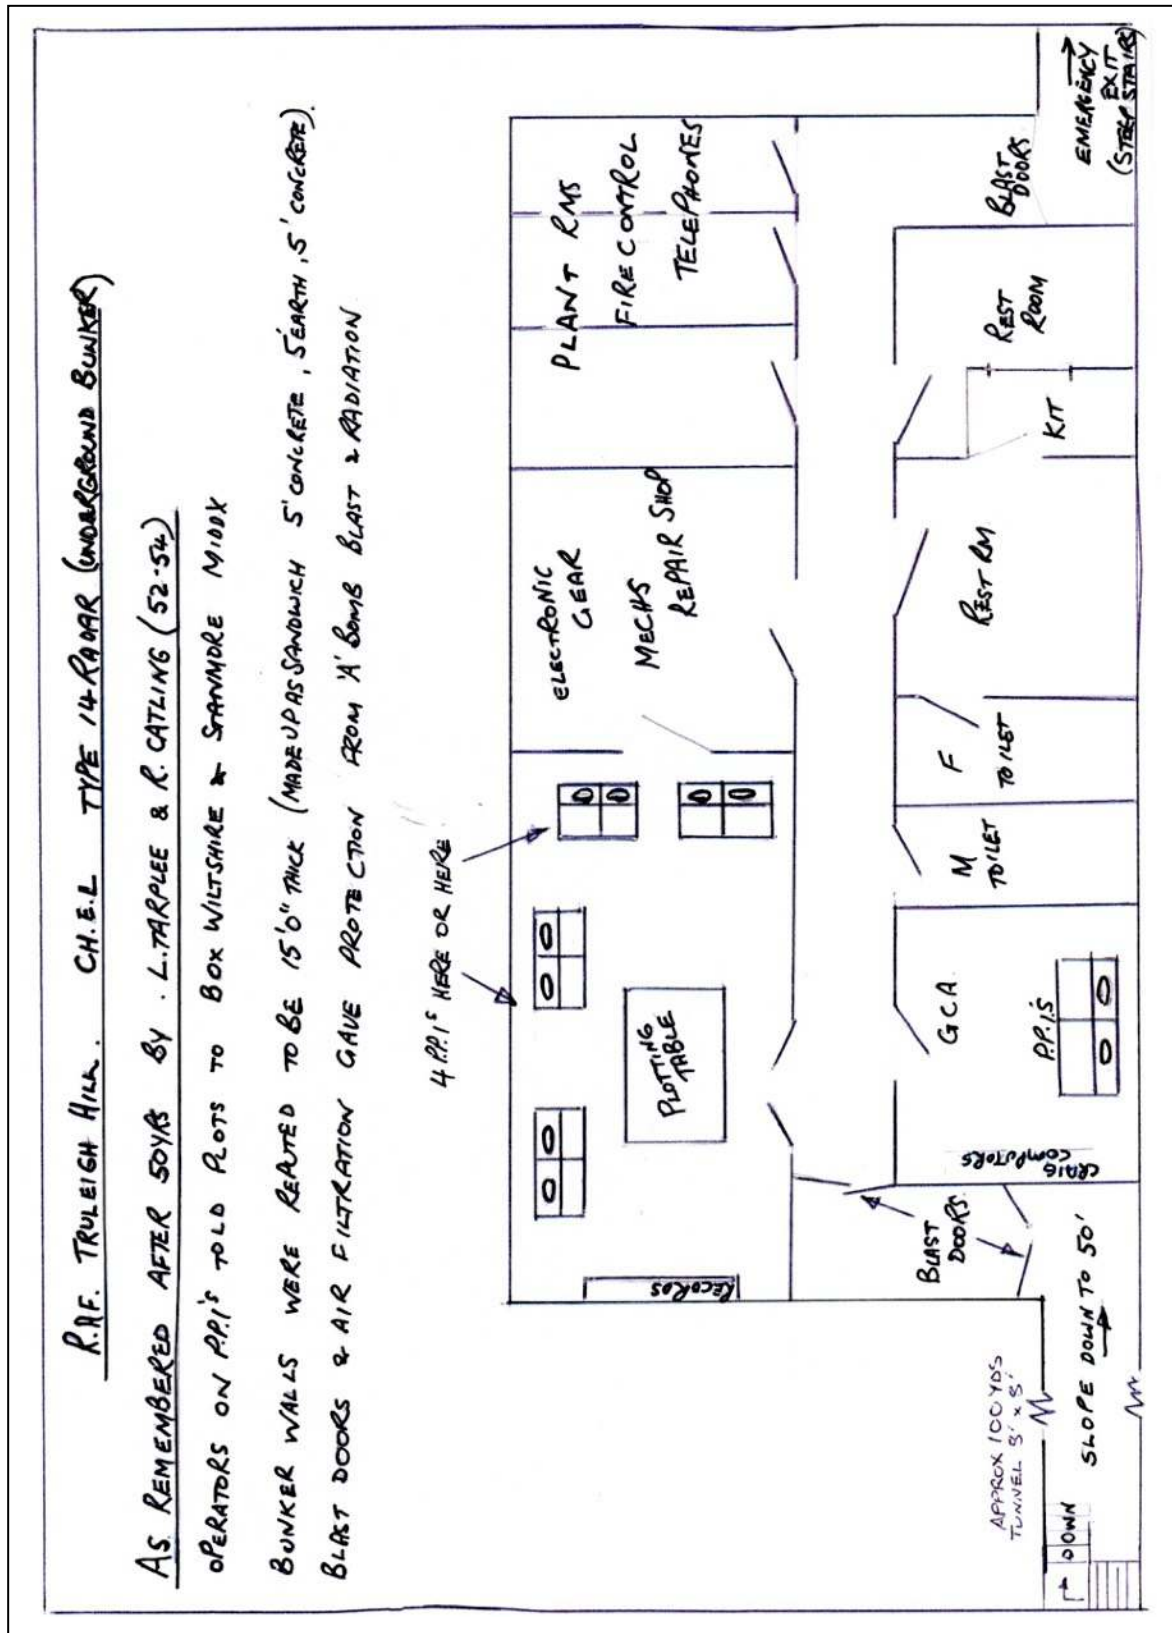 R.A.F. TRULEIGH HILL. CH.E.L TYPE 14 RADAR (UNDERGROUND BUNKER)
AS REMEMBERED AFTER 50YRS BY . L. TARPLEE & R. CATLING (52-54)
OPERATORS ON P.P.I'S TOLD PLOTS TO BOX WILTSHIRE & STANMORE MIDDX
BUNKER WALLS WERE REPUTED TO BE 15'0" THICK (MADE UP AS SANDWICH 5' CONCRETE, 5' EARTH, 5' CONCRETE).
BLAST DOORS & AIR FILTRATION GAVE PROTECTION FROM 'A' BOMB BLAST & RADIATION
4 P.P.I'S HERE OR HERE
RECORDS
PLOTTING
TABLE
ELECTRONIC
GEAR
MECHS
REPAIR SHOP
PLANT RMS
FIRE CONTROL
TELEPHONES
BLAST
DOORS
CRAIG
COMPUTORS
G.C.A.
P.P.I.'S
M
TOILET
F
TOILET
REST RM
KIT
REST
ROOM
BLAST
DOORS
EMERGENCY
EXIT
(STEEP STAIRS)
APPROX 100 YDS
TUNNEL 8' x 8'
DOWN
SLOPE DOWN TO 50'